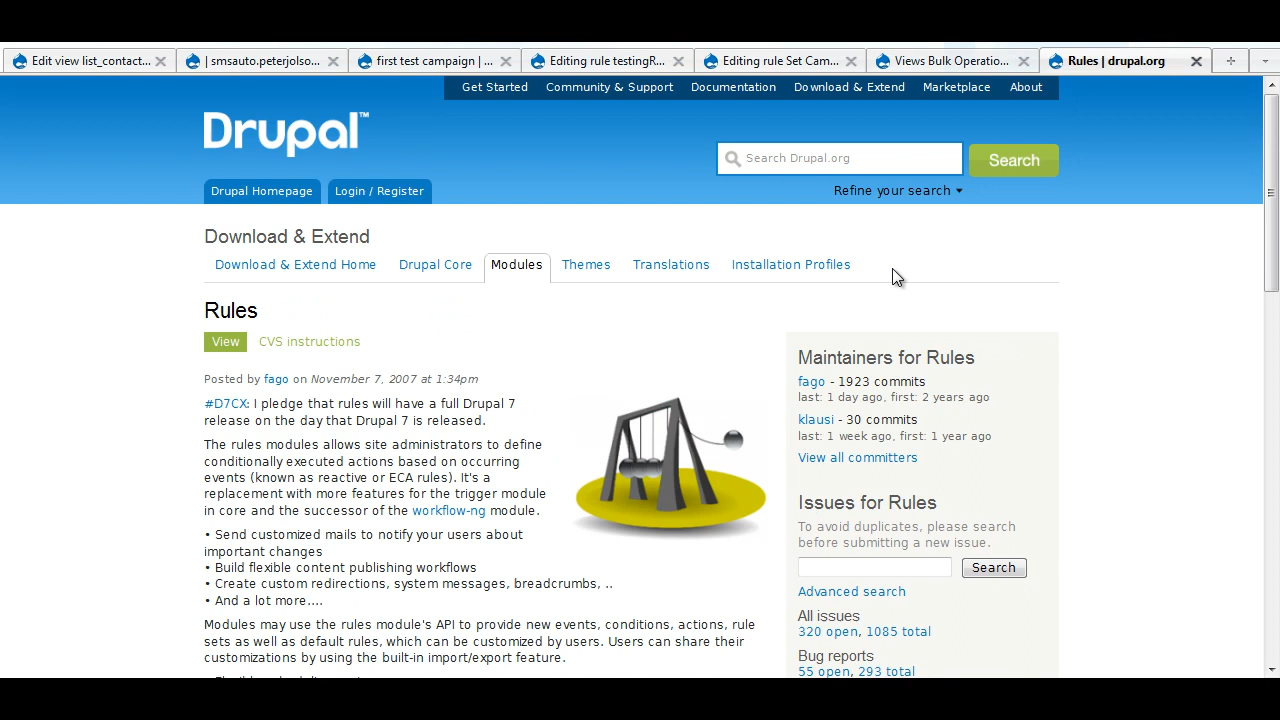 Edit view list_contact...
| smsauto.peterjolso...
first test campaign | ...
Editing rule testingR...
Editing rule Set Cam...
Views Bulk Operatio...
Rules | drupal.org
Get Started
Community & Support
Documentation
Download & Extend
Marketplace
About
Drupal™
Search Drupal.org
Search
Refine your search
Drupal Homepage
Login / Register
Download & Extend
Download & Extend Home
Drupal Core
Modules
Themes
Translations
Installation Profiles
Rules
View
CVS instructions
Posted by fago on November 7, 2007 at 1:34pm
#D7CX: I pledge that rules will have a full Drupal 7
release on the day that Drupal 7 is released.
The rules modules allows site administrators to define
conditionally executed actions based on occurring
events (known as reactive or ECA rules). It's a
replacement with more features for the trigger module
in core and the successor of the workflow-ng module.
• Send customized mails to notify your users about
important changes
• Build flexible content publishing workflows
• Create custom redirections, system messages, breadcrumbs, ..
• And a lot more....
Modules may use the rules module's API to provide new events, conditions, actions, rule
sets as well as default rules, which can be customized by users. Users can share their
customizations by using the built-in import/export feature.
Maintainers for Rules
fago - 1923 commits
last: 1 day ago, first: 2 years ago
klausi - 30 commits
last: 1 week ago, first: 1 year ago
View all committers
Issues for Rules
To avoid duplicates, please search
before submitting a new issue.
Search
Advanced search
All issues
320 open, 1085 total
Bug reports
55 open, 293 total